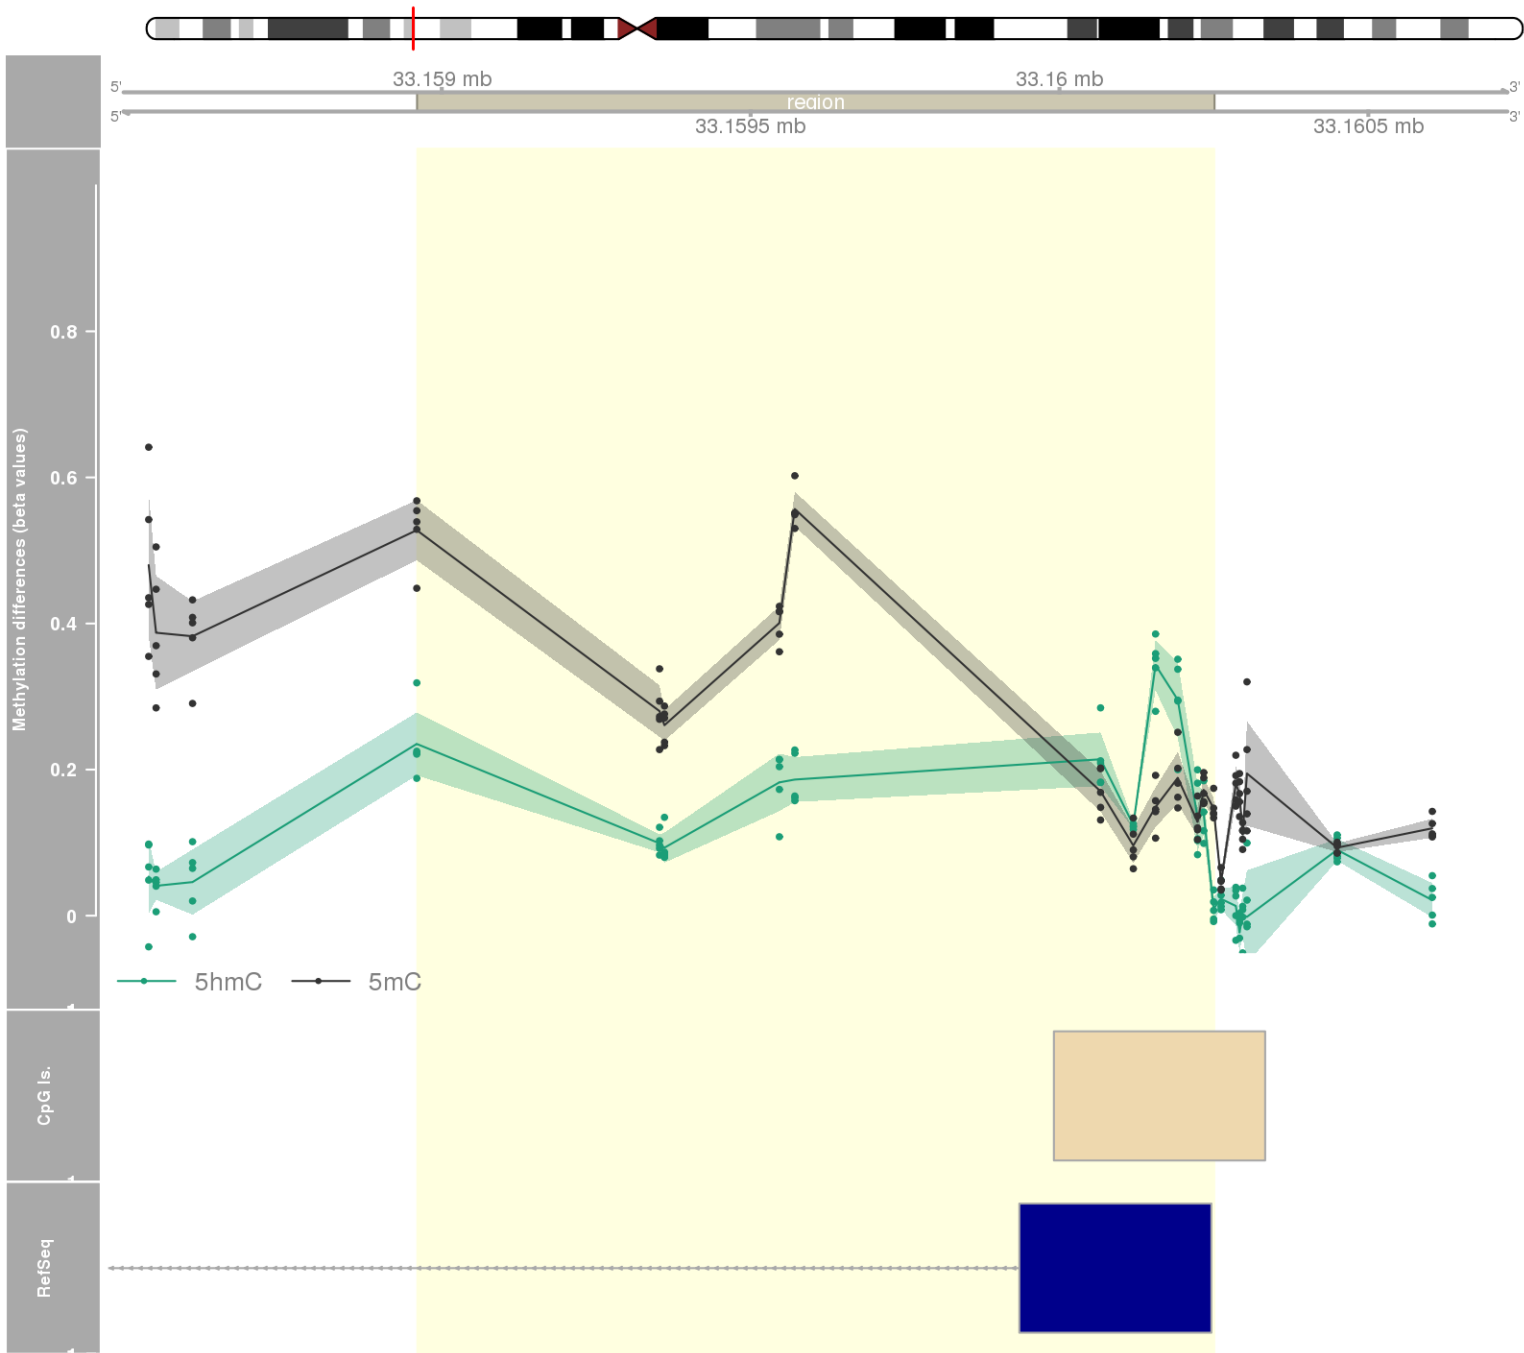 33.159 mb
33.16 mb
5'
3'
region
5'
3'
33.1595 mb
33.1605 mb
Methylation differences (beta values)
0.8
0.6
0.4
0.2
0
5hmC
5mC
CpG Is.
RefSeq